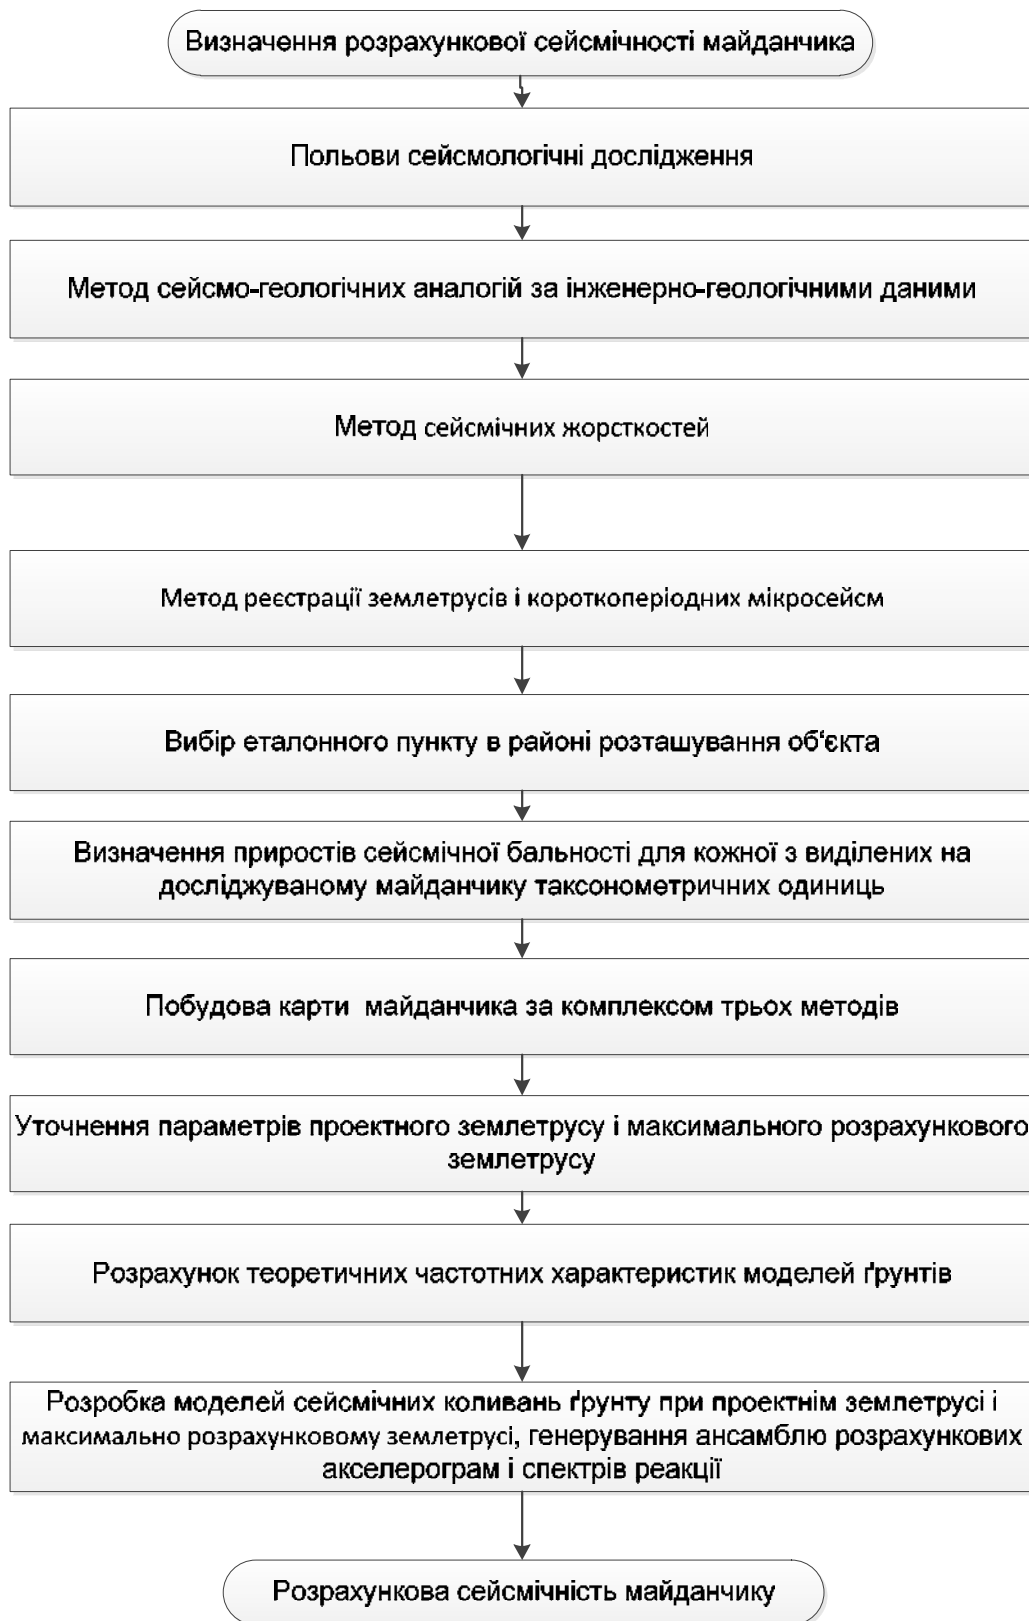 Визначення розрахункової сейсмічності майданчика
Польови сейсмологічні дослідження
Метод сейсмо-геологічних аналогій за інженерно-геологічними даними
Метод сейсмічних жорсткостей
Метод реєстрації землетрусів і короткоперіодних мікросейсм
Вибір еталонного пункту в районі розташування об‘єкта
Визначення приростів сейсмічної бальності для кожної з виділених на
досліджуваному майданчику таксонометричних одиниць
Побудова карти майданчика за комплексом трьох методів
Уточнення параметрів проектного землетрусу і максимального розрахункового
землетрусу
Розрахунок теоретичних частотних характеристик моделей ґрунтів
Розробка моделей сейсмічних коливань ґрунту при проектнім землетрусі і
максимально розрахунковому землетрусі, генерування ансамблю розрахункових
акселерограм і спектрів реакції
Розрахункова сейсмічність майданчику